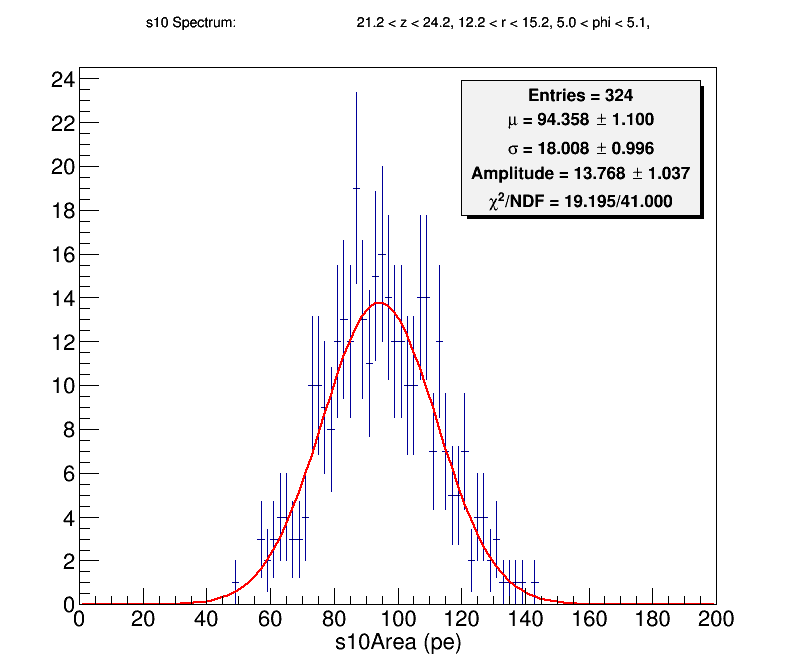 s10 Spectrum: 21.2 < z < 24.2, 12.2 < r < 15.2, 5.0 < phi < 5.1,
Entries = 324
μ = 94.358 ± 1.100
σ = 18.008 ± 0.996
Amplitude = 13.768 ± 1.037
χ²/NDF = 19.195/41.000
24
22
20
18
16
14
12
10
8
6
4
2
0
0 20 40 60 80 100 120 140 160 180 200
s10Area (pe)